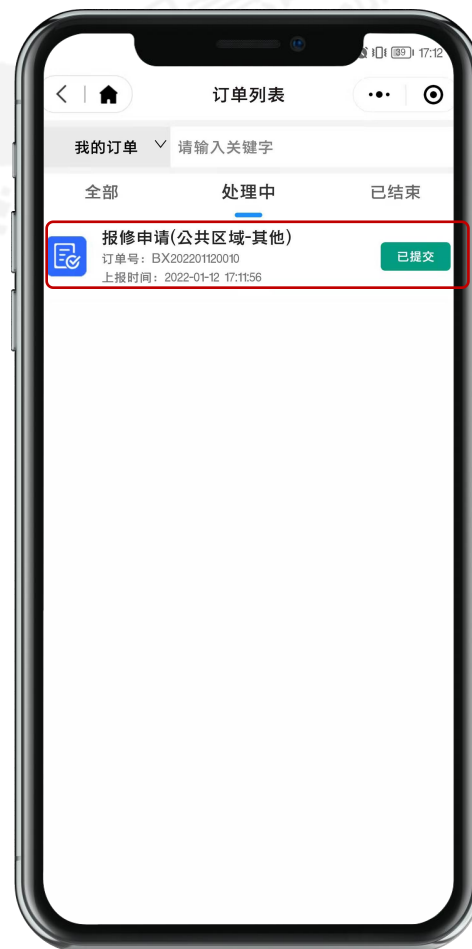 39 17:12
订单列表
我的订单 请输入关键字
全部 处理中 已结束
报修申请(公共区域-其他)
订单号：BX202201120010
已提交
上报时间：2022-01-12 17:11:56